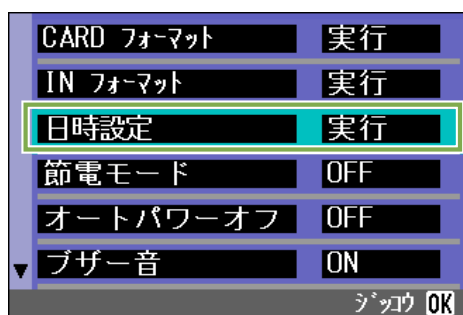 CARD フォーマット 実行
IN フォーマット 実行
日時設定 実行
節電モード OFF
オートパワーオフ OFF
ブザー音 ON
ジッコウ OK